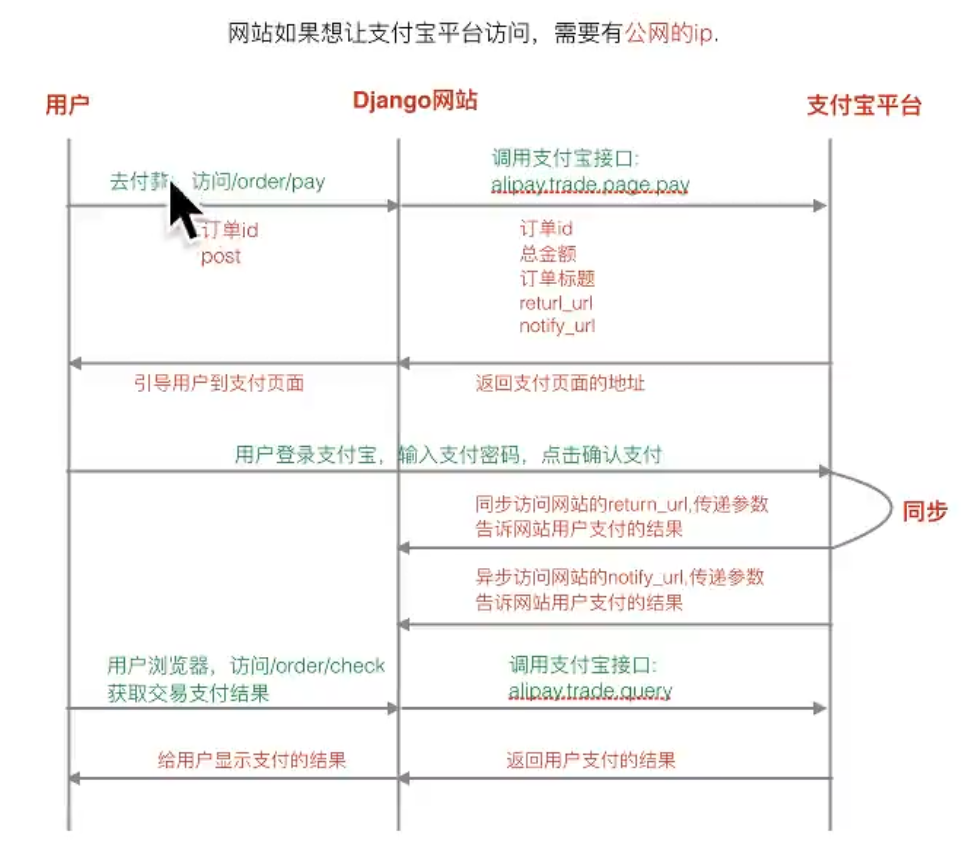 网站如果想让支付宝平台访问，需要有公网的ip.
用户
Django网站
支付宝平台
去付款：访问/order/pay
订单id
post
调用支付宝接口:
alipay.trade.page.pay
订单id
总金额
订单标题
returl_url
notify_url
引导用户到支付页面
返回支付页面的地址
用户登录支付宝，输入支付密码，点击确认支付
同步访问网站的return_url,传递参数
告诉网站用户支付的结果
同步
异步访问网站的notify_url,传递参数
告诉网站用户支付的结果
用户浏览器，访问/order/check
获取交易支付结果
调用支付宝接口:
alipay.trade.query
给用户显示支付的结果
返回用户支付的结果